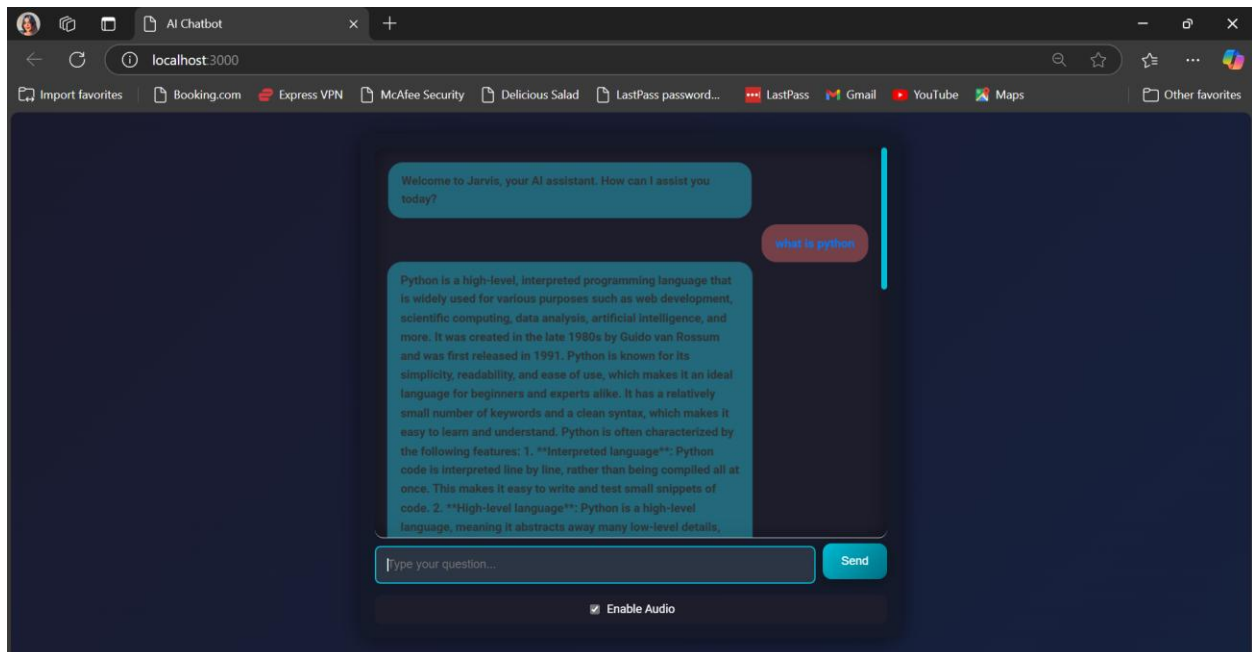 AI Chatbot
localhost:3000
Import favorites Booking.com Express VPN McAfee Security Delicious Salad LastPass password... LastPass Gmail YouTube Maps Other favorites
Welcome to Jarvis, your AI assistant. How can I assist you
today?
what is python
Python is a high-level, interpreted programming language that
is widely used for various purposes such as web development,
scientific computing, data analysis, artificial intelligence, and
more. It was created in the late 1980s by Guido van Rossum
and was first released in 1991. Python is known for its
simplicity, readability, and ease of use, which makes it an ideal
language for beginners and experts alike. It has a relatively
small number of keywords and a clean syntax, which makes it
easy to learn and understand. Python is often characterized by
the following features: 1. **Interpreted language**: Python
code is interpreted line by line, rather than being compiled all at
once. This makes it easy to write and test small snippets of
code. 2. **High-level language**: Python is a high-level
language, meaning it abstracts away many low-level details,
Type your question...
Send
Enable Audio